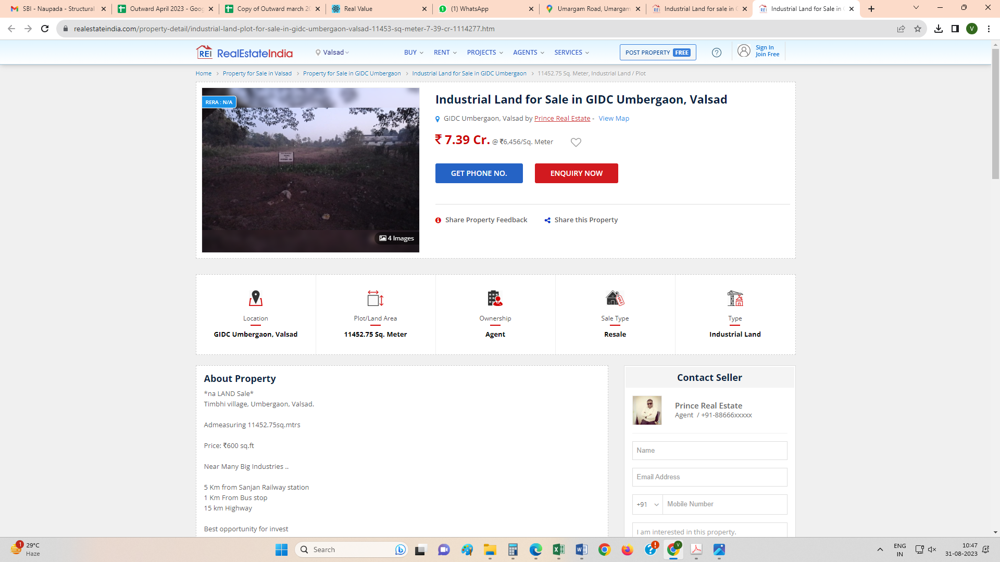 SBI - Naupada - Structural
Outward April 2023 - Goog
Copy of Outward march 20
Real Value
(1) WhatsApp
Umargam Road, Umargam
Industrial Land for sale in G
Industrial Land for Sale in
realestateindia.com/property-detail/industrial-land-plot-for-sale-in-gidc-umbergaon-valsad-11453-sq-meter-7-39-cr-1114277.htm
V
REI RealEstateIndia
Valsad
BUY
RENT
PROJECTS
AGENTS
SERVICES
POST PROPERTY FREE
?
Sign In
Join Free
Home > Property for Sale in Valsad > Property for Sale in GIDC Umbergaon > Industrial Land for Sale in GIDC Umbergaon > 11452.75 Sq. Meter, Industrial Land / Plot
RERA : N/A
4 Images
Industrial Land for Sale in GIDC Umbergaon, Valsad
GIDC Umbergaon, Valsad by Prince Real Estate - View Map
₹ 7.39 Cr. @ ₹6,456/Sq. Meter
GET PHONE NO.
ENQUIRY NOW
Share Property Feedback
Share this Property
Location
GIDC Umbergaon, Valsad
Plot/Land Area
11452.75 Sq. Meter
Ownership
Agent
Sale Type
Resale
Type
Industrial Land
About Property
*na LAND Sale*
Timbhi village, Umbergaon, Valsad.
Admeasuring 11452.75sq.mtrs
Price: ₹600 sq.ft
Near Many Big Industries ..
5 Km from Sanjan Railway station
1 Km From Bus stop
15 km Highway
Best opportunity for invest
Contact Seller
Prince Real Estate
Agent / +91-88666xxxxx
Name
Email Address
+91
Mobile Number
I am interested in this property.
1
29°C
Haze
Search
ENG
IN
10:47
31-08-2023